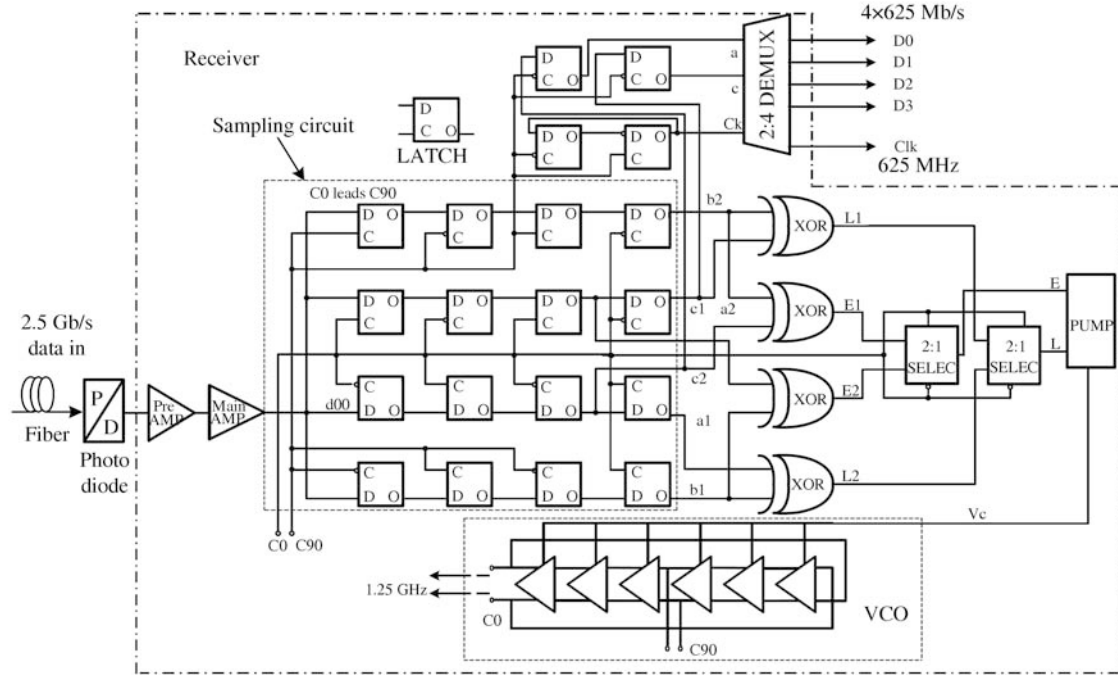 4×625 Mb/s
Receiver
D C O
D C O
a
D0
D1
c
2:4 DEMUX
D2
D3
D C O
LATCH
D C O
D C O
Ck
Clk
625 MHz
Sampling circuit
C0 leads C90
D O C
D O C
D O C
D O C
b2
XOR
L1
D O C
D O C
D O C
D O C
c1
a2
XOR
E1
E
PUMP
2:1 SELEC
2:1 SELEC
L
2.5 Gb/s
data in
P D
Pre AMP
Main AMP
d00
C D O
C D O
C D O
C D O
c2
a1
XOR
E2
Fiber
Photo
diode
C D O
C D O
C D O
C D O
b1
XOR
L2
C0
C90
Vc
1.25 GHz
C0
C90
VCO